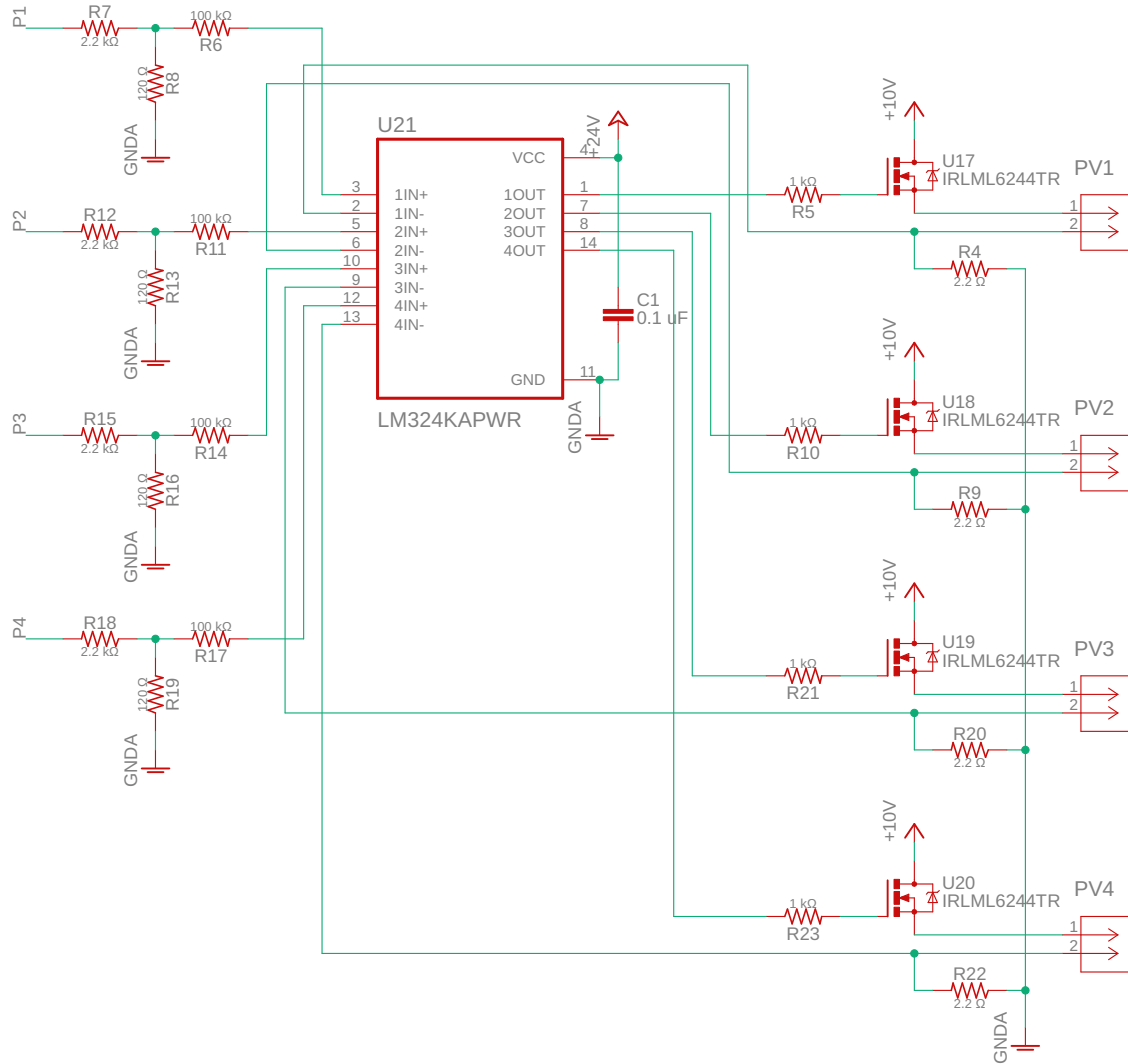 P1
R7
2.2 kΩ
100 kΩ
R6
120 Ω
R8
GNDA
P2
R12
2.2 kΩ
100 kΩ
R11
120 Ω
R13
GNDA
P3
R15
2.2 kΩ
100 kΩ
R14
120 Ω
R16
GNDA
P4
R18
2.2 kΩ
100 kΩ
R17
120 Ω
R19
GNDA
U21
3 1IN+
2 1IN-
5 2IN+
6 2IN-
10 3IN+
9 3IN-
12 4IN+
13 4IN-
VCC 4
1OUT 1
2OUT 7
3OUT 8
4OUT 14
GND 11
LM324KAPWR
+24V
C1
0.1 uF
GNDA
+10V
U17
IRLML6244TR
1 kΩ
R5
PV1
1
2
R4
2.2 Ω
+10V
U18
IRLML6244TR
1 kΩ
R10
PV2
1
2
R9
2.2 Ω
+10V
U19
IRLML6244TR
1 kΩ
R21
PV3
1
2
R20
2.2 Ω
+10V
U20
IRLML6244TR
1 kΩ
R23
PV4
1
2
R22
2.2 Ω
GNDA